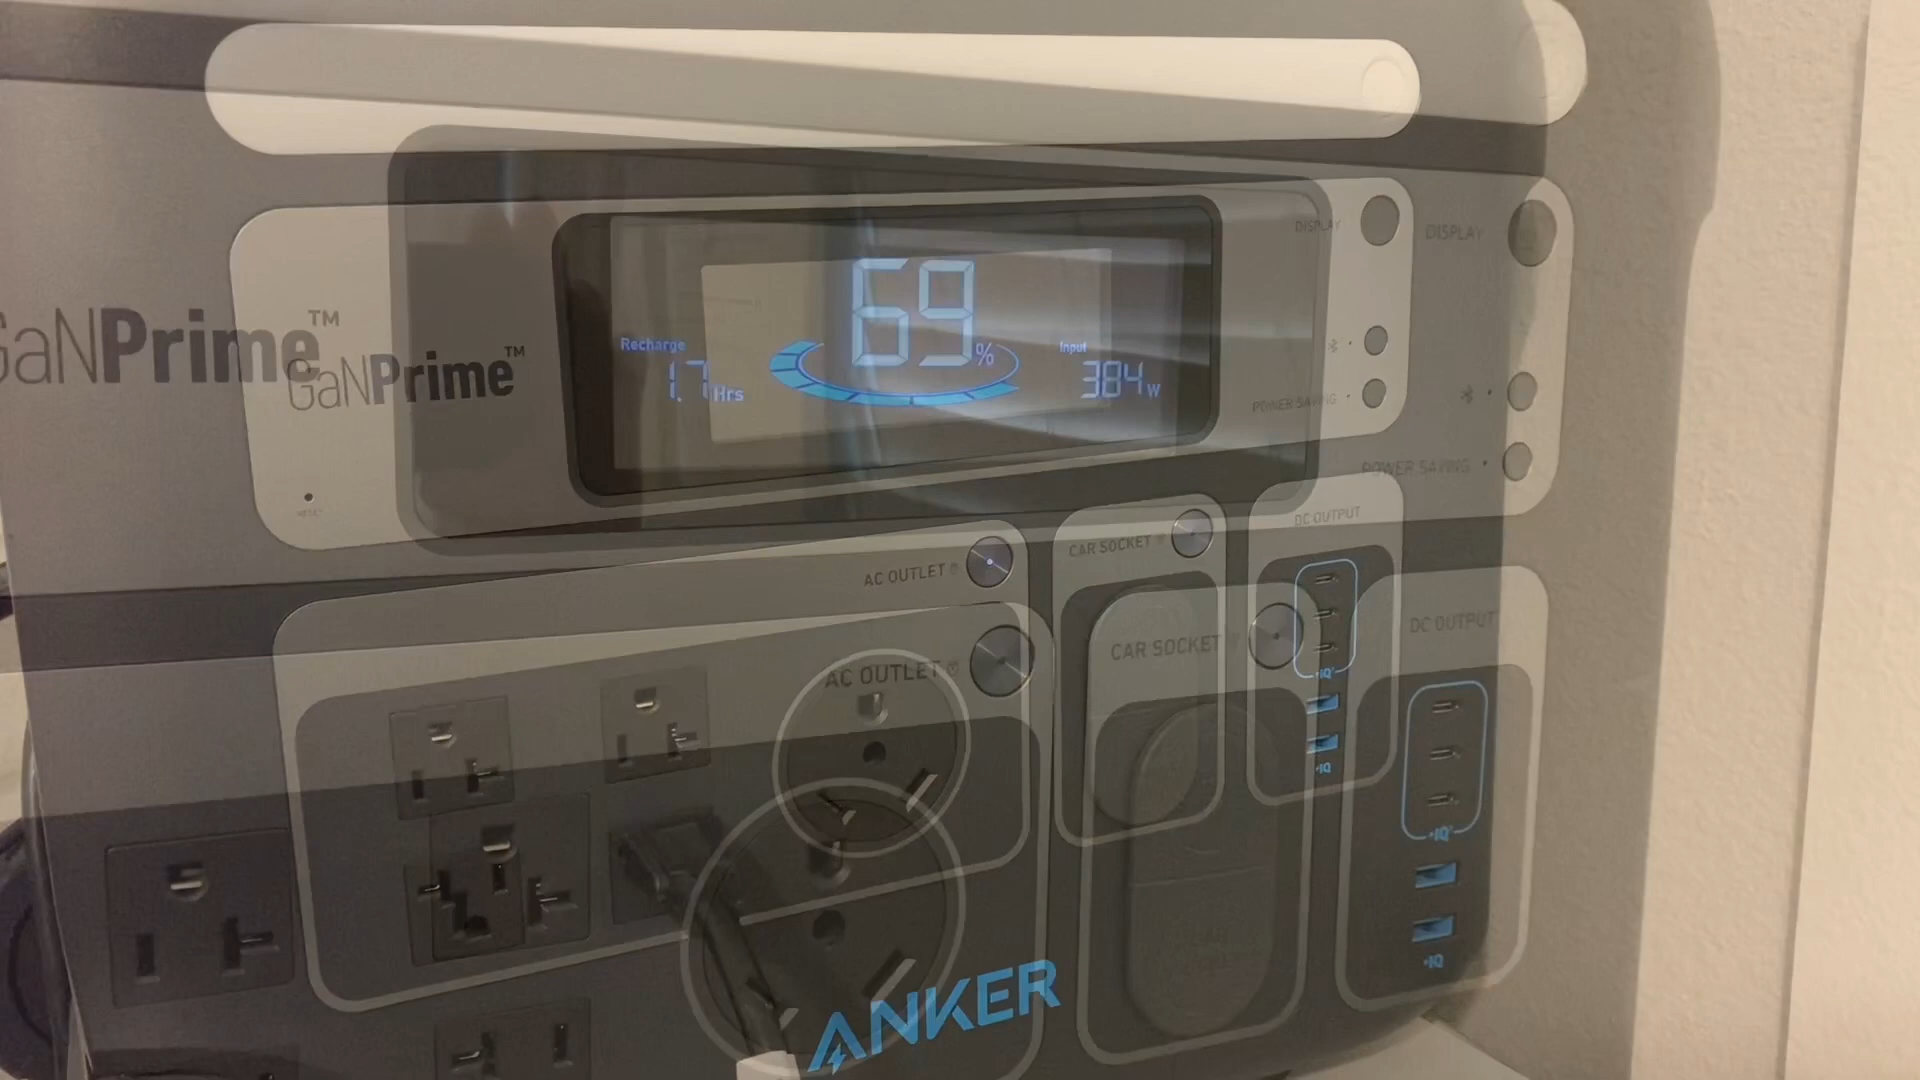 DISPLAY
DISPLAY
69%
GaNPrime™
GaNPrime™
Recharge
1.7Hrs
Input
384W
POWER SAVING
POWER SAVING
RESET
DC OUTPUT
CAR SOCKET
AC OUTLET
DC OUTPUT
CAR SOCKET
AC OUTLET
IQ
IQ
IQ
IQ
ANKER